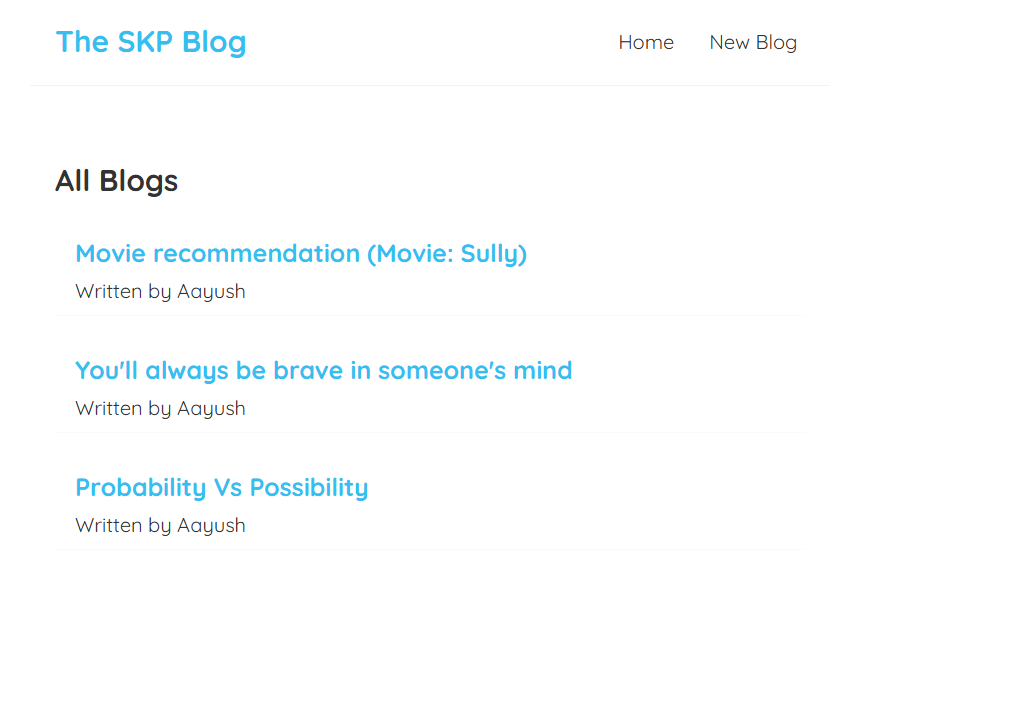 The SKP Blog
Home New Blog
All Blogs
Movie recommendation (Movie: Sully)
Written by Aayush
You'll always be brave in someone's mind
Written by Aayush
Probability Vs Possibility
Written by Aayush